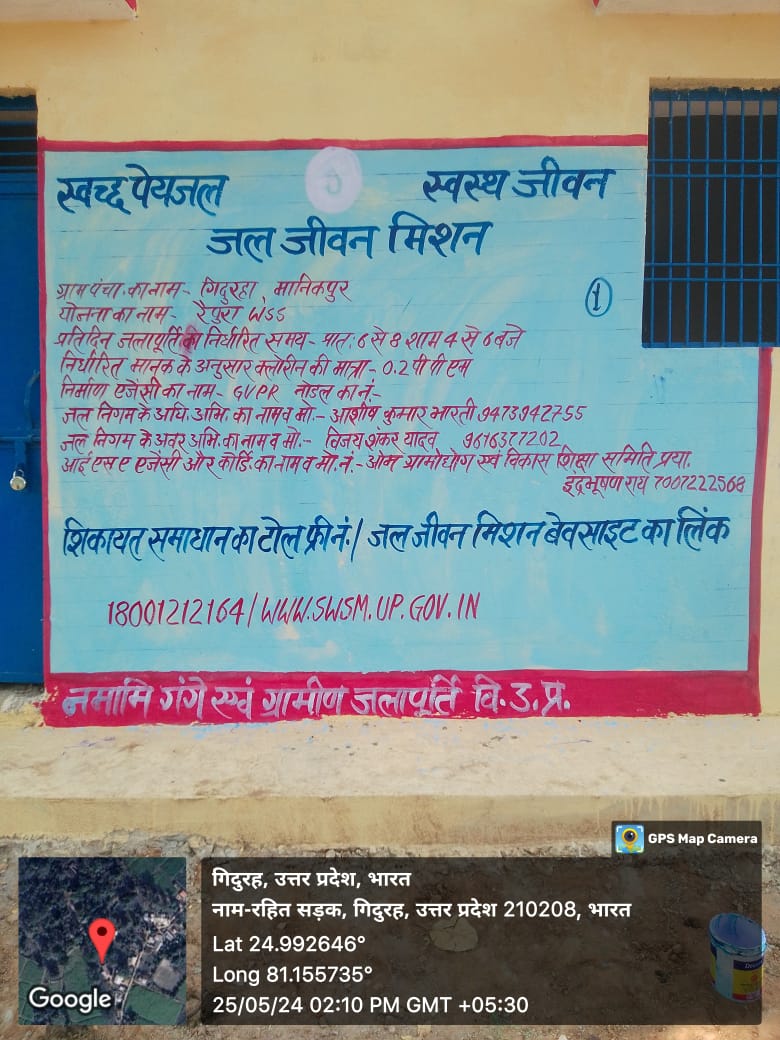 स्वच्छ पेयजल स्वस्थ जीवन
जल जीवन मिशन
ग्राम पंचा. का नाम- गिदुरहा, मानिकपुर
योजना का नाम- रैपुरा WSS
1
प्रतिदिन जलापूर्ति का निर्धारित समय- प्रात: 6 से 8 शाम 4 से 6 बजे
निर्धारित मानक के अनुसार क्लोरीन की मात्रा- 0.2 पी पी एम
निर्माण एजेंसी का नाम- GVPR नोडल का नं.-
जल निगम के अधि. अभि. का नाम व मो.- आशीष कुमार भारती 9473942755
जल निगम के अवर अभि. का नाम व मो.- विजय शंकर यादव 9616377202
आई एस ए एजेंसी और कोर्डि. का नाम व मो. नं.- ओम ग्रामोद्योग एवं विकास शिक्षा समिति प्रया.
इंद्रभूषण राय 7007222568
शिकायत समाधान का टोल फ्री नं./ जल जीवन मिशन बेवसाइट का लिंक
18001212164/WWW.SWSM.UP.GOV.IN
नमामि गंगे एवं ग्रामीण जलापूर्ति वि. उ. प्र.
GPS Map Camera
गिदुरह, उत्तर प्रदेश, भारत
नाम-रहित सड़क, गिदुरह, उत्तर प्रदेश 210208, भारत
Lat 24.992646°
Long 81.155735°
25/05/24 02:10 PM GMT +05:30
Google